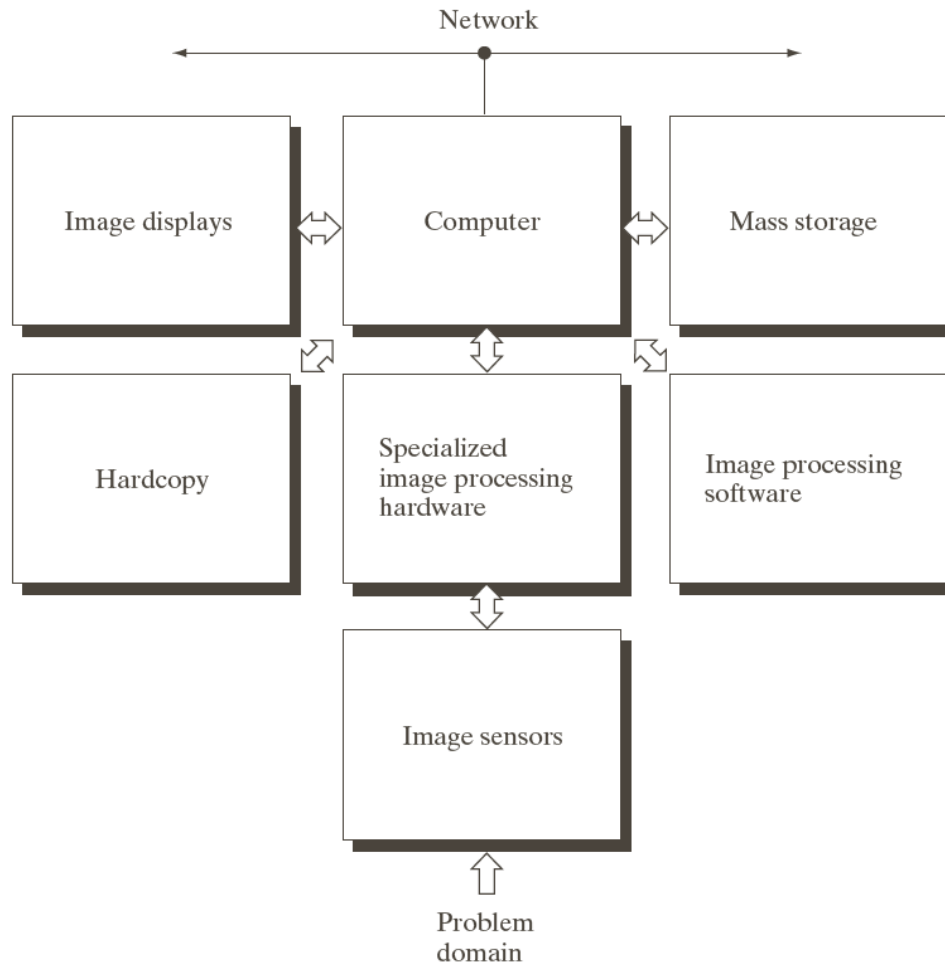 Network
Image displays
Computer
Mass storage
Hardcopy
Specialized
image processing
hardware
Image processing
software
Image sensors
Problem
domain